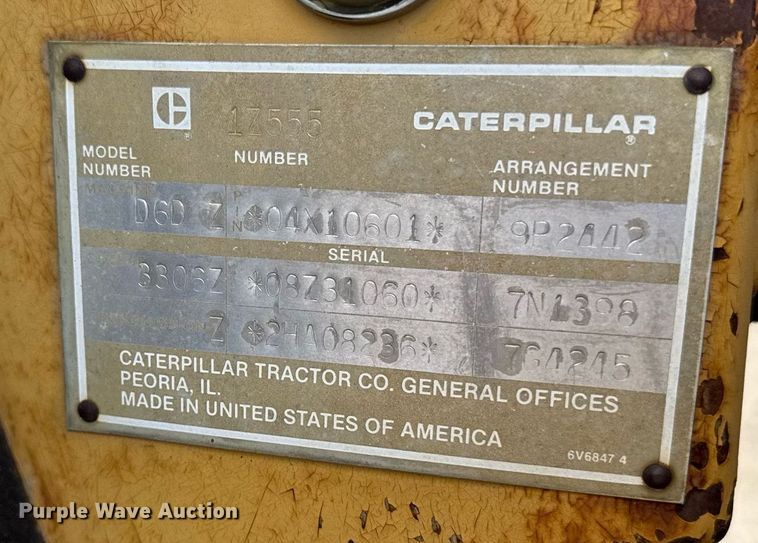 C
1Z555
CATERPILLAR®
MODEL NUMBER
NUMBER
ARRANGEMENT NUMBER
D6D Z PIN *04X10601* 9P2442
SERIAL
3306Z *08Z31060* 7N1398
Z *2HA08236* 7G4245
CATERPILLAR TRACTOR CO. GENERAL OFFICES
PEORIA, IL.
MADE IN UNITED STATES OF AMERICA
6V6847 4
Purple Wave Auction